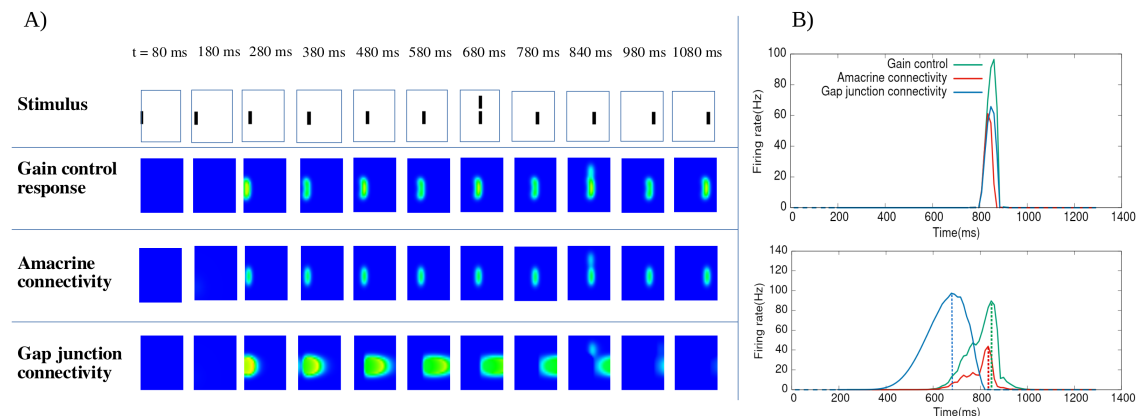 A)
t = 80 ms 180 ms 280 ms 380 ms 480 ms 580 ms 680 ms 780 ms 840 ms 980 ms 1080 ms
Stimulus
Gain control
response
Amacrine
connectivity
Gap junction
connectivity
B)
Gain control
Amacrine connectivity
Gap junction connectivity
Firing rate(Hz)
100
80
60
40
20
0
0 200 400 600 800 1000 1200 1400
Time(ms)
Firing rate(Hz)
140
120
100
80
60
40
20
0
0 200 400 600 800 1000 1200 1400
Time(ms)